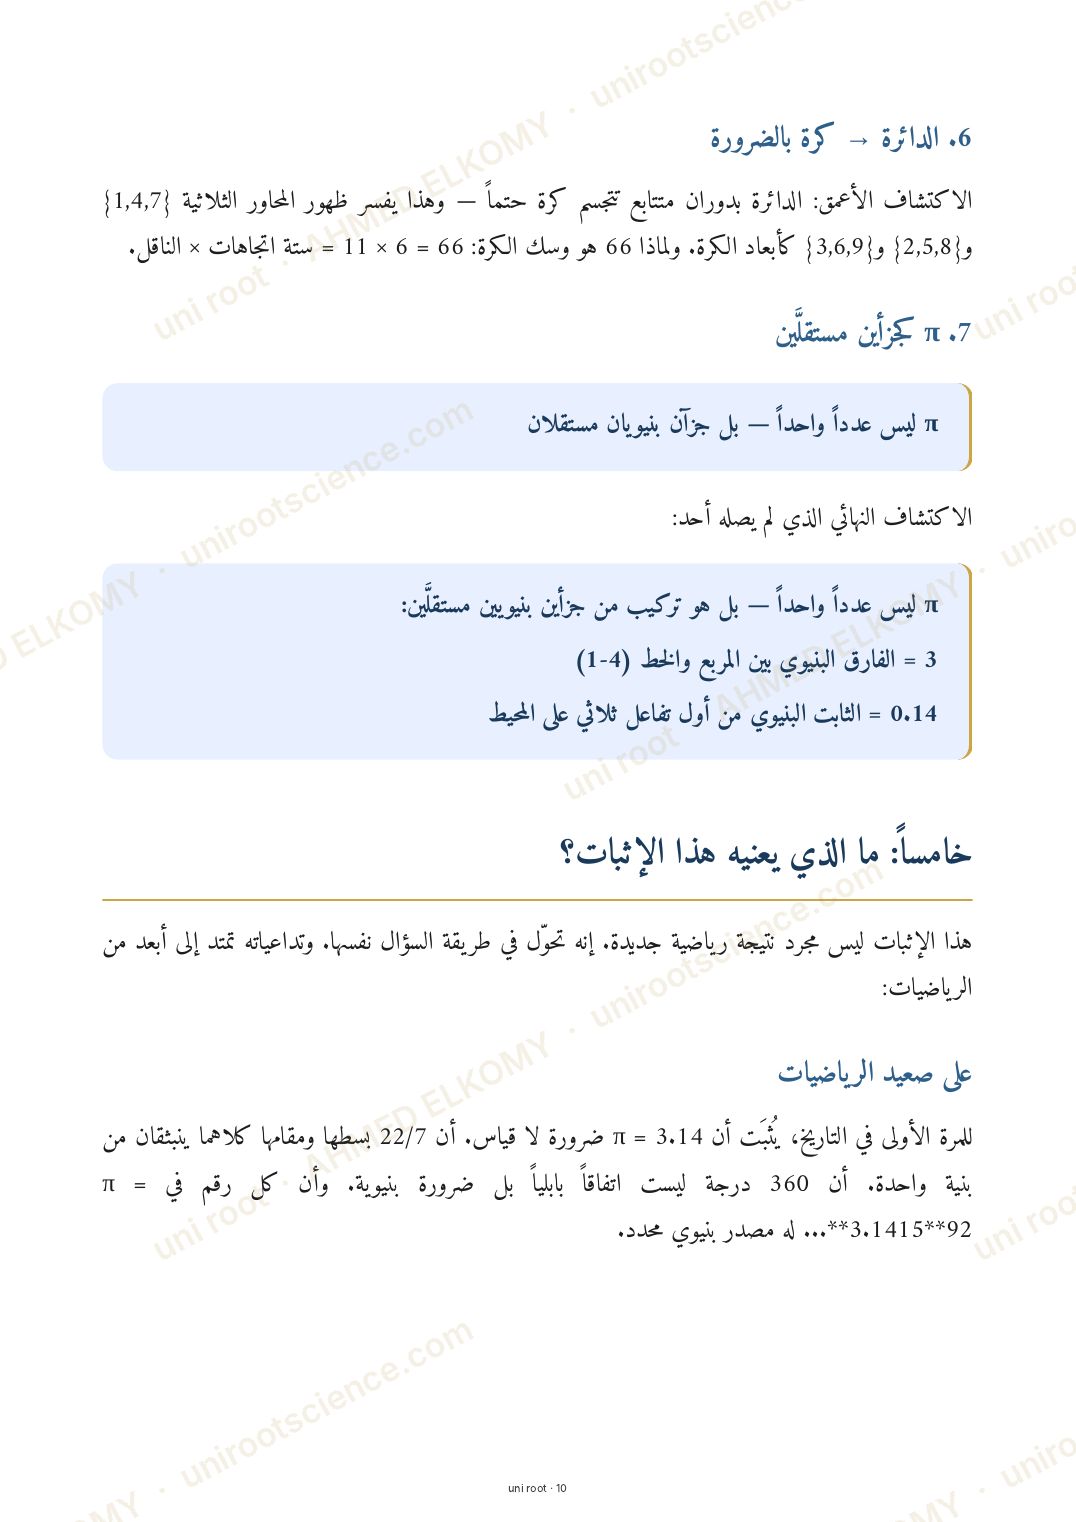 6. الدائرة → كرة بالضرورة
الاكتشاف الأعمق: الدائرة بدوران متتابع تتجسم كرة حتماً — وهذا يفسر ظهور المحاور الثلاثية {1,4,7}
و{2,5,8} و{3,6,9} كأبعاد الكرة. ولماذا 66 هو وسك الكرة: 66 = 6 × 11 = ستة اتجاهات × الناقل.
7. π كجزأين مستقلَّين
π ليس عدداً واحداً — بل جزآن بنيويان مستقلان
الاكتشاف النهائي الذي لم يصله أحد:
π ليس عدداً واحداً — بل هو تركيب من جزأين بنيويين مستقلَّين:
3 = الفارق البنيوي بين المربع والخط (4-1)
0.14 = الثابت البنيوي من أول تفاعل ثلاثي على المحيط
خامساً: ما الذي يعنيه هذا الإثبات؟
هذا الإثبات ليس مجرد نتيجة رياضية جديدة. إنه تحوّل في طريقة السؤال نفسها. وتداعياته تمتد إلى أبعد من
الرياضيات:
على صعيد الرياضيات
للمرة الأولى في التاريخ، يُثبَت أن π = 3.14 ضرورة لا قياس. أن 22/7 بسطها ومقامها كلاهما ينبثقان من
بنية واحدة. أن 360 درجة ليست اتفاقاً بابلياً بل ضرورة بنيوية. وأن كل رقم في π =
3.1415**92**... له مصدر بنيوي محدد.
uni root · 10
uni root · AHMED ELKOMY · unirootscience.com